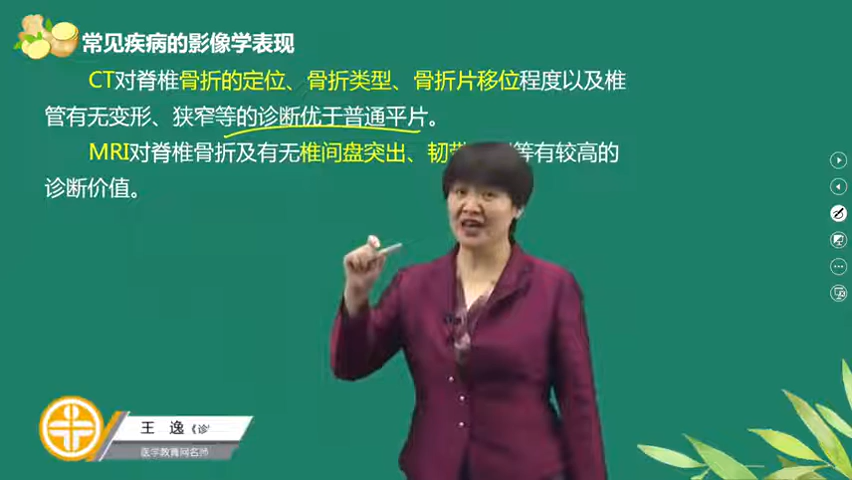 常见疾病的影像学表现
CT对脊椎骨折的定位、骨折类型、骨折片移位程度以及椎
管有无变形、狭窄等的诊断优于普通平片。
MRI对脊椎骨折及有无椎间盘突出、韧 等有较高的
诊断价值。
王 逸 《诊
医学教育网名师